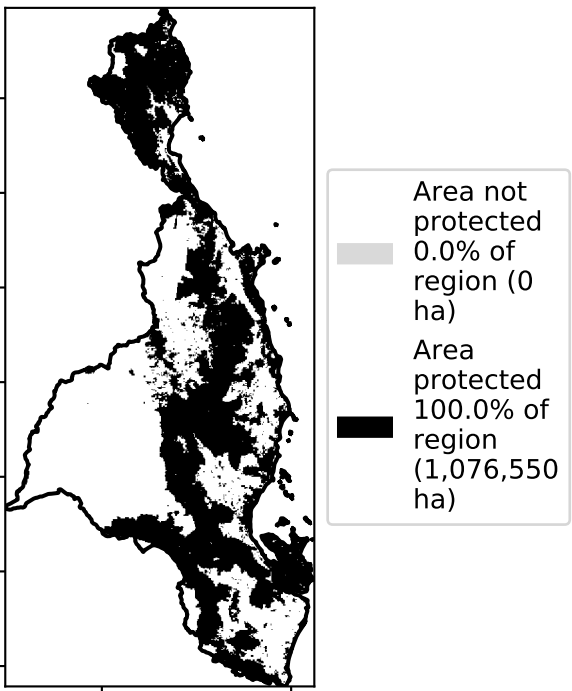 Area not
protected
0.0% of
region (0
ha)
Area
protected
100.0% of
region
(1,076,550
ha)